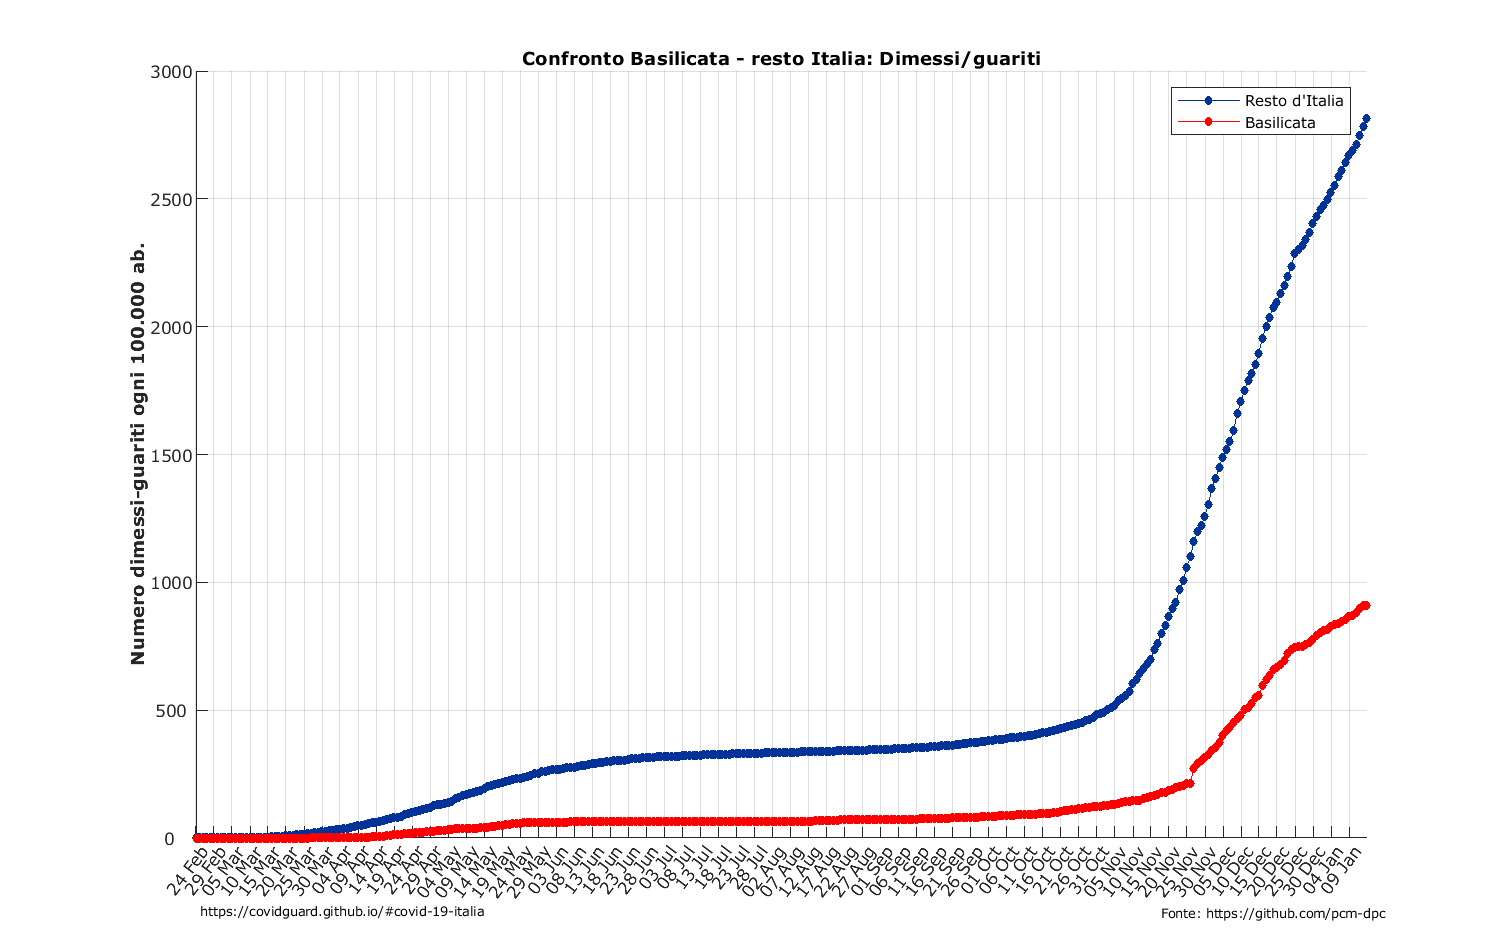 Confronto Basilicata - resto Italia: Dimessi/guariti
Resto d'Italia
Basilicata
Numero dimessi-guariti ogni 100.000 ab.
3000
2500
2000
1500
1000
500
0
24 Feb
29 Feb
05 Mar
10 Mar
15 Mar
20 Mar
25 Mar
30 Mar
04 Apr
09 Apr
14 Apr
19 Apr
24 Apr
29 Apr
04 May
09 May
14 May
19 May
24 May
29 May
03 Jun
08 Jun
13 Jun
18 Jun
23 Jun
28 Jun
03 Jul
08 Jul
13 Jul
18 Jul
23 Jul
28 Jul
02 Aug
07 Aug
12 Aug
17 Aug
22 Aug
27 Aug
01 Sep
06 Sep
11 Sep
16 Sep
21 Sep
26 Sep
01 Oct
06 Oct
11 Oct
16 Oct
21 Oct
26 Oct
31 Oct
05 Nov
10 Nov
15 Nov
20 Nov
25 Nov
30 Nov
05 Dec
10 Dec
15 Dec
20 Dec
25 Dec
30 Dec
04 Jan
09 Jan
https://covidguard.github.io/#covid-19-italia
Fonte: https://github.com/pcm-dpc